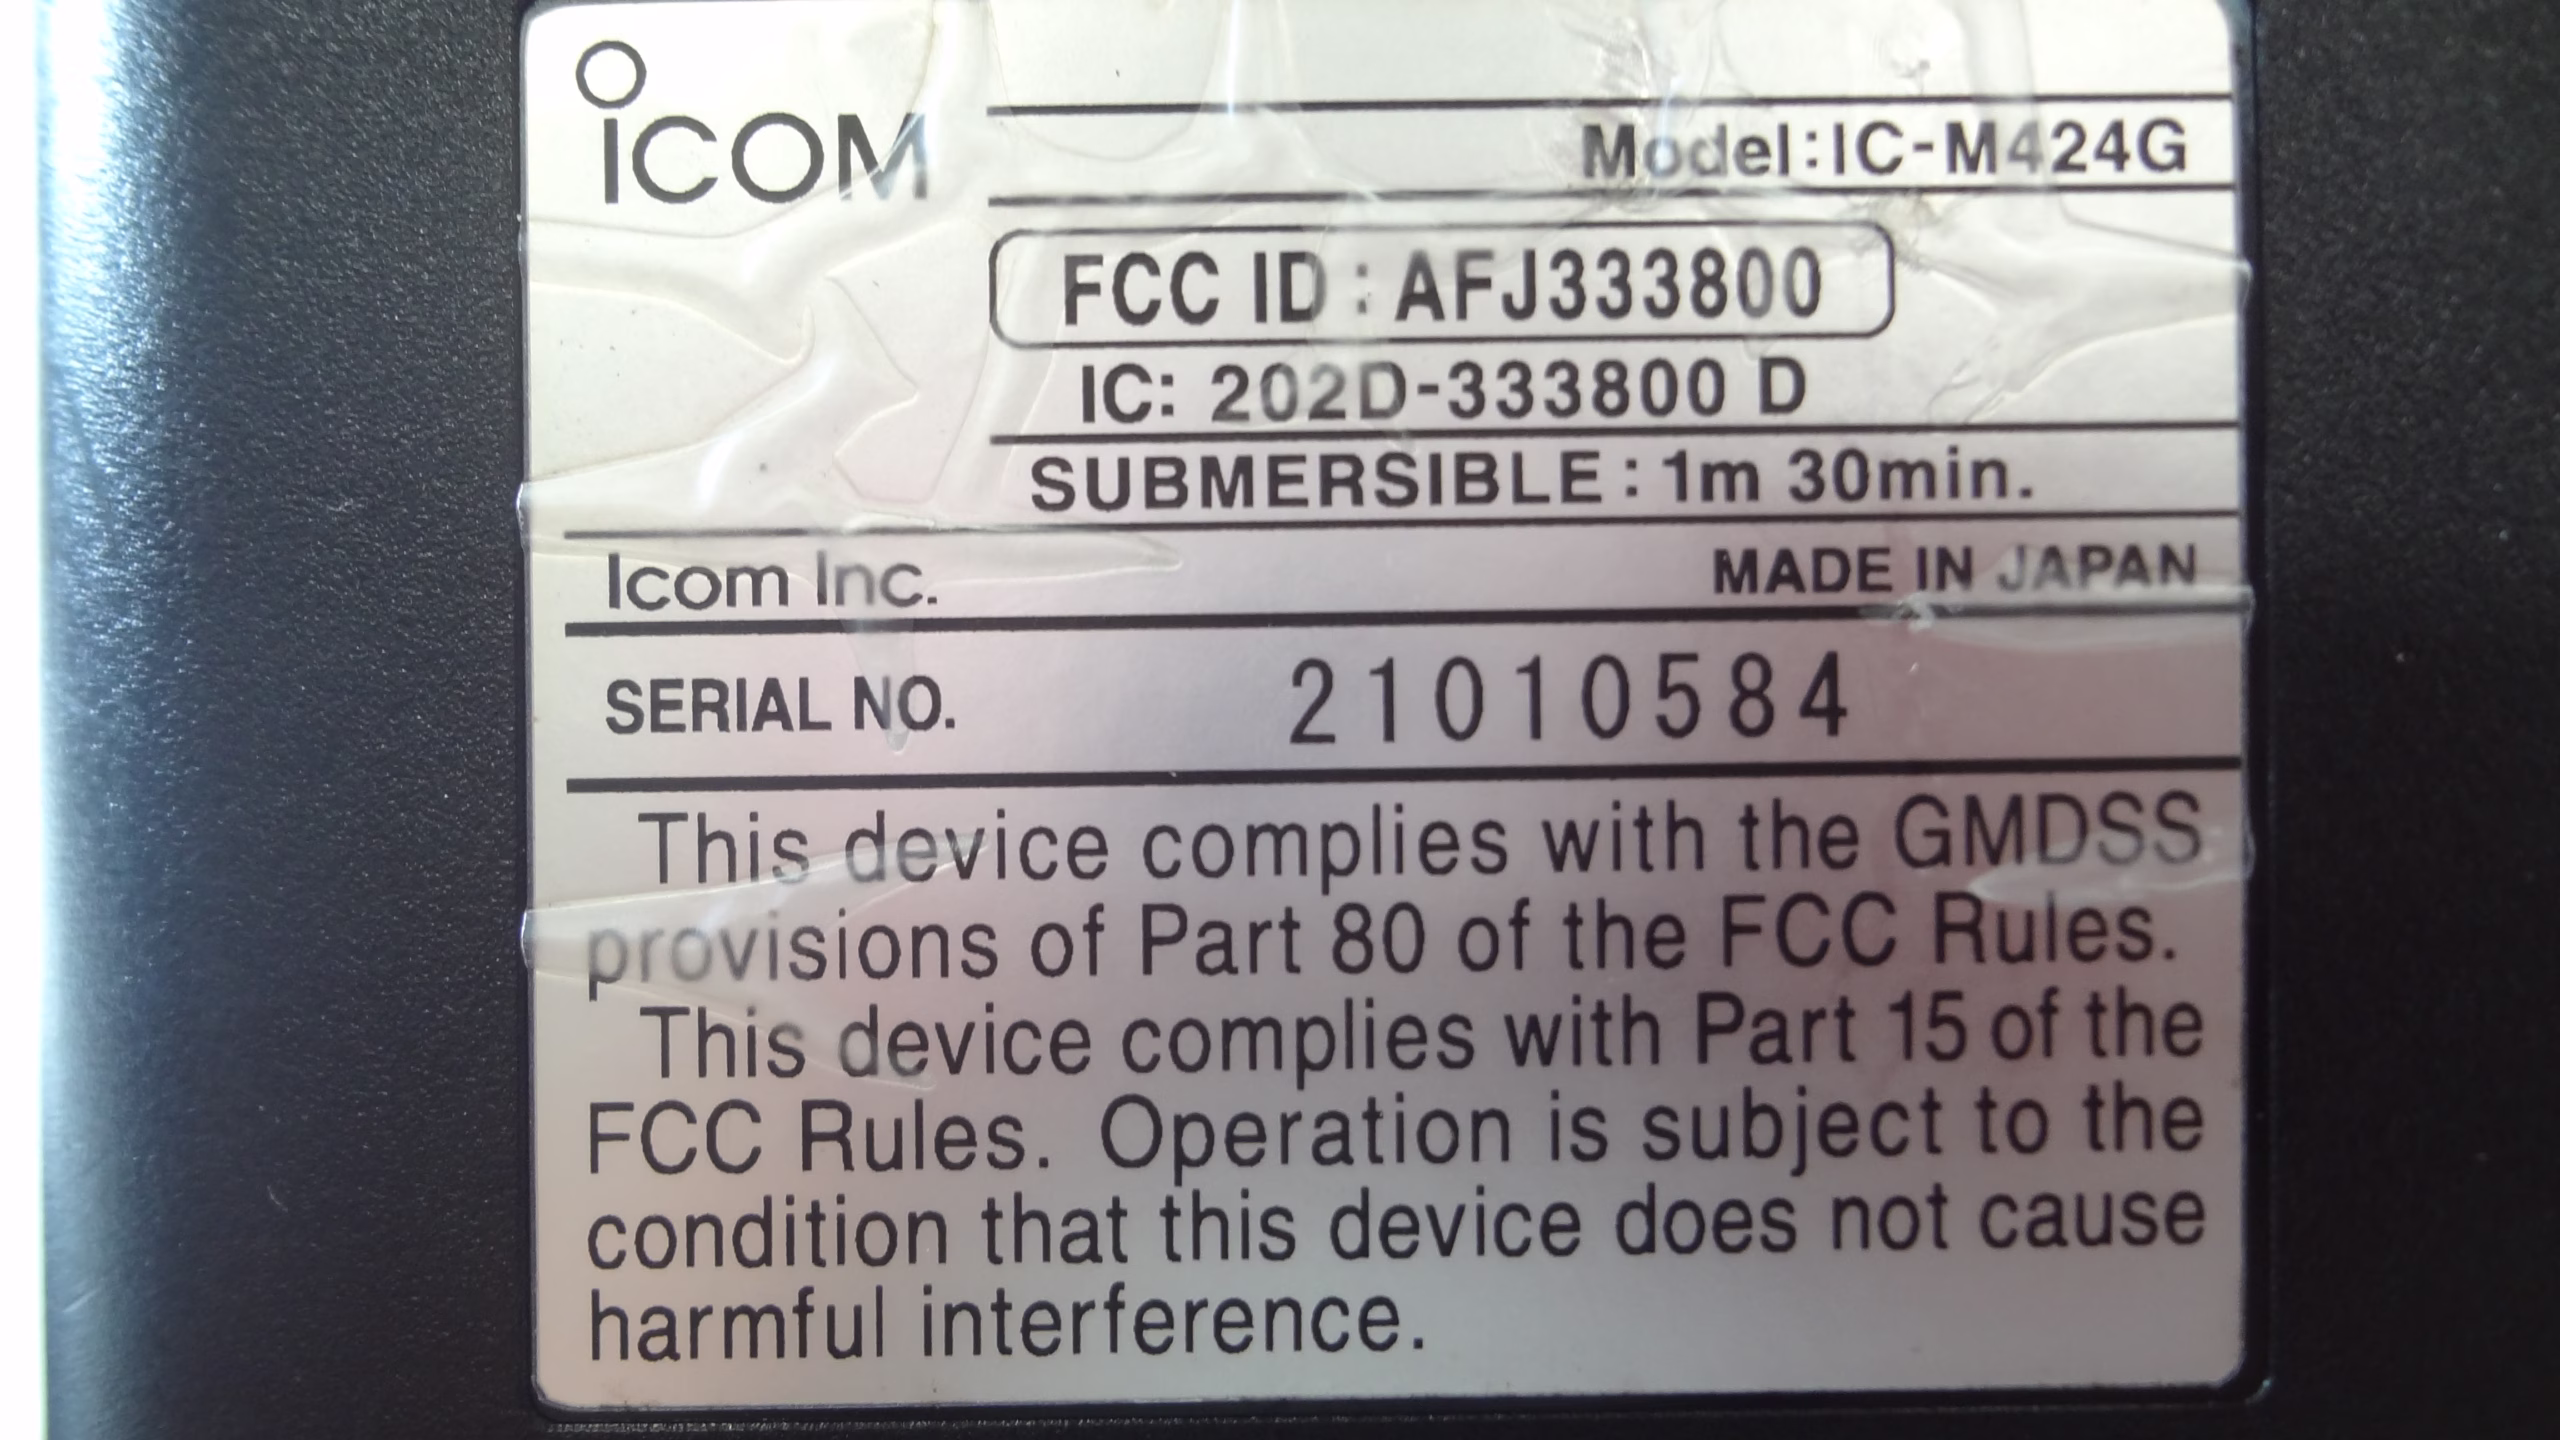 ICOM
Model:IC-M424G
FCC ID : AFJ333800
IC: 202D-333800 D
SUBMERSIBLE : 1m 30min.
Icom Inc. MADE IN JAPAN
SERIAL NO. 21010584
This device complies with the GMDSS
provisions of Part 80 of the FCC Rules.
This device complies with Part 15 of the
FCC Rules. Operation is subject to the
condition that this device does not cause
harmful interference.